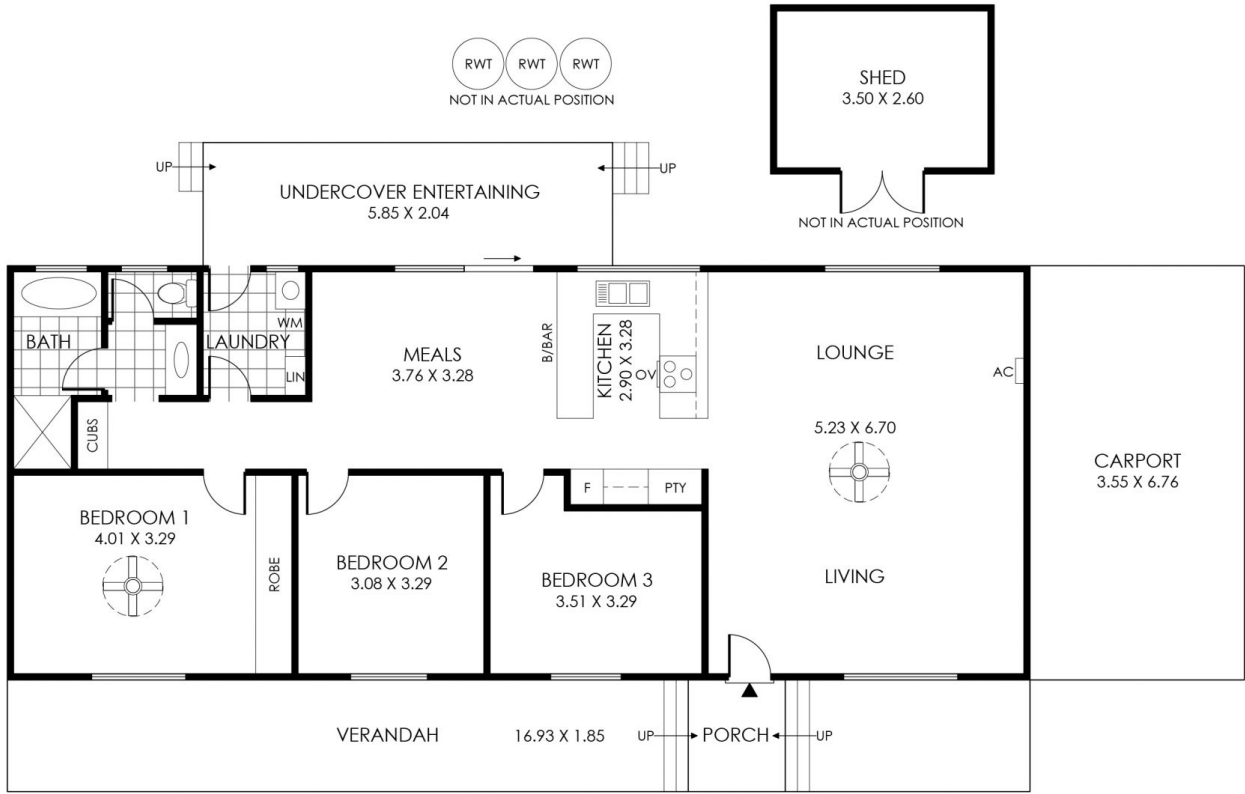 RWT RWT RWT
NOT IN ACTUAL POSITION
SHED
3.50 X 2.60
NOT IN ACTUAL POSITION
UP
UP
UNDERCOVER ENTERTAINING
5.85 X 2.04
BATH
LAUNDRY
WM
LIN
CUBS
MEALS
3.76 X 3.28
B/BAR
KITCHEN
2.90 X 3.28
OV
LOUNGE
AC
5.23 X 6.70
LIVING
CARPORT
3.55 X 6.76
BEDROOM 1
4.01 X 3.29
ROBE
BEDROOM 2
3.08 X 3.29
F
PTY
BEDROOM 3
3.51 X 3.29
VERANDAH
16.93 X 1.85
UP
PORCH
UP